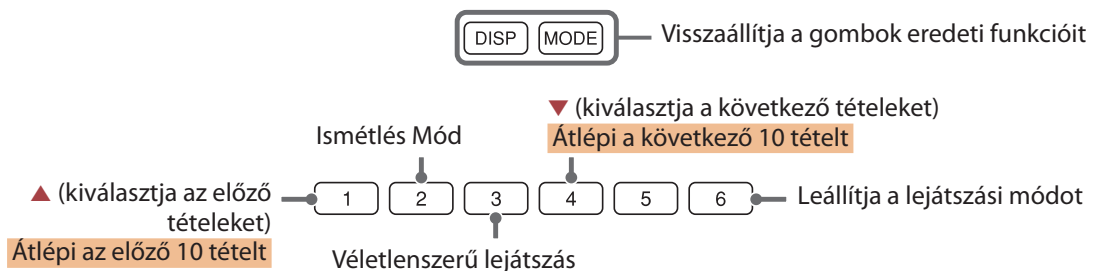 DISP MODE Visszaállítja a gombok eredeti funkcióit
▼ (kiválasztja a következő tételeket)
Átlépi a következő 10 tételt
Ismétlés Mód
▲ (kiválasztja az előző
tételeket)
Átlépi az előző 10 tételt
1 2 3 4 5 6
Leállítja a lejátszási módot
Véletlenszerű lejátszás